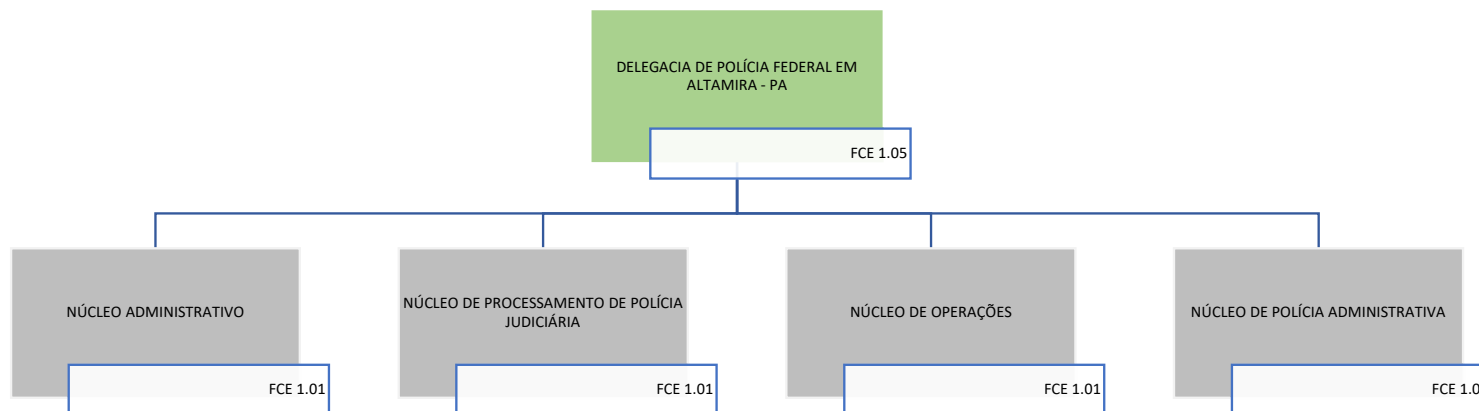 DELEGACIA DE POLÍCIA FEDERAL EM
ALTAMIRA - PA
FCE 1.05
NÚCLEO ADMINISTRATIVO
FCE 1.01
NÚCLEO DE PROCESSAMENTO DE POLÍCIA
JUDICIÁRIA
FCE 1.01
NÚCLEO DE OPERAÇÕES
FCE 1.01
NÚCLEO DE POLÍCIA ADMINISTRATIVA
FCE